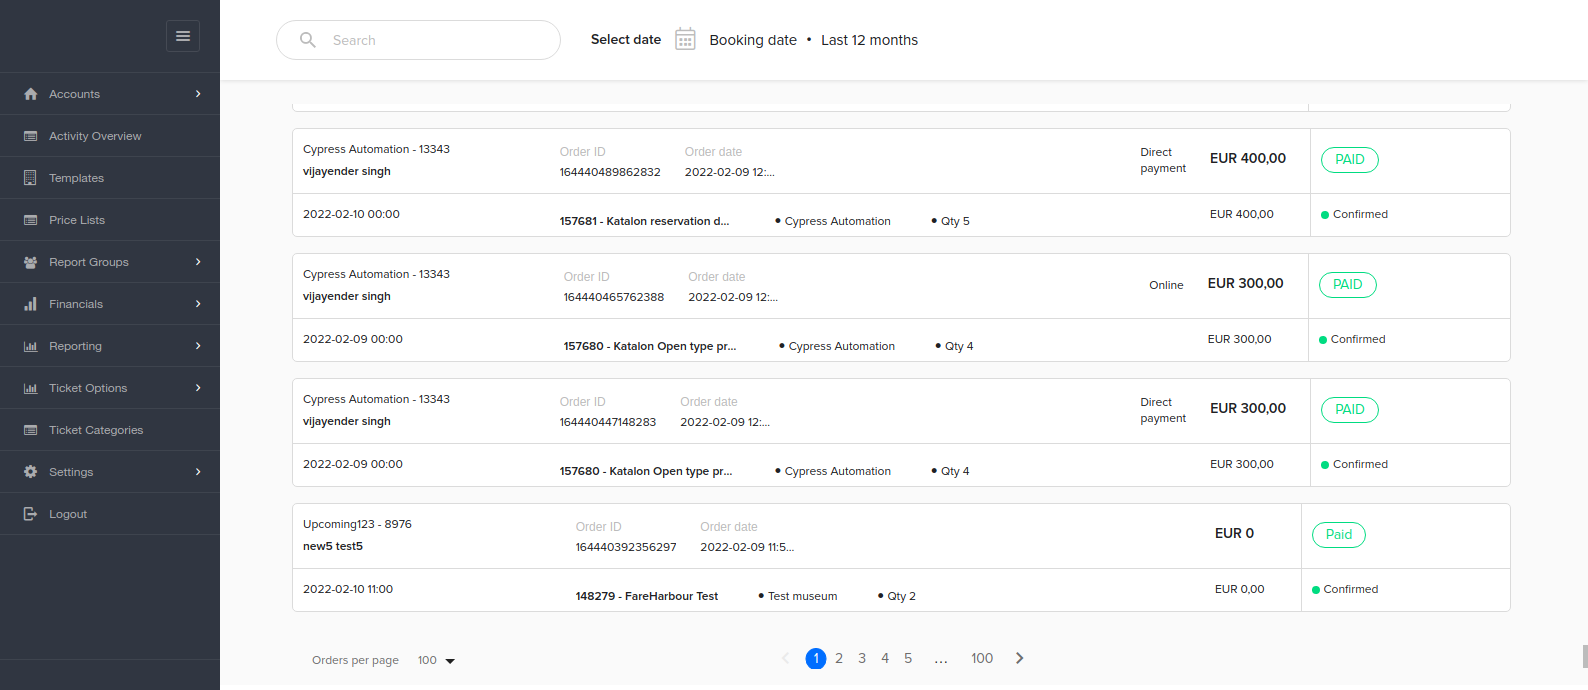 Search
Select date Booking date • Last 12 months
Accounts
Activity Overview
Templates
Price Lists
Report Groups
Financials
Reporting
Ticket Options
Ticket Categories
Settings
Logout
Cypress Automation - 13343 Order ID Order date Direct payment EUR 400,00 PAID
vijayender singh 164440489862832 2022-02-09 12:...
2022-02-10 00:00 157681 - Katalon reservation d... • Cypress Automation • Qty 5 EUR 400,00 Confirmed
Cypress Automation - 13343 Order ID Order date Online EUR 300,00 PAID
vijayender singh 164440465762388 2022-02-09 12:...
2022-02-09 00:00 157680 - Katalon Open type pr... • Cypress Automation • Qty 4 EUR 300,00 Confirmed
Cypress Automation - 13343 Order ID Order date Direct payment EUR 300,00 PAID
vijayender singh 164440447148283 2022-02-09 12:...
2022-02-09 00:00 157680 - Katalon Open type pr... • Cypress Automation • Qty 4 EUR 300,00 Confirmed
Upcoming123 - 8976 Order ID Order date EUR 0 Paid
new5 test5 164440392356297 2022-02-09 11:5...
2022-02-10 11:00 148279 - FareHarbour Test • Test museum • Qty 2 EUR 0,00 Confirmed
Orders per page 100 1 2 3 4 5 ... 100